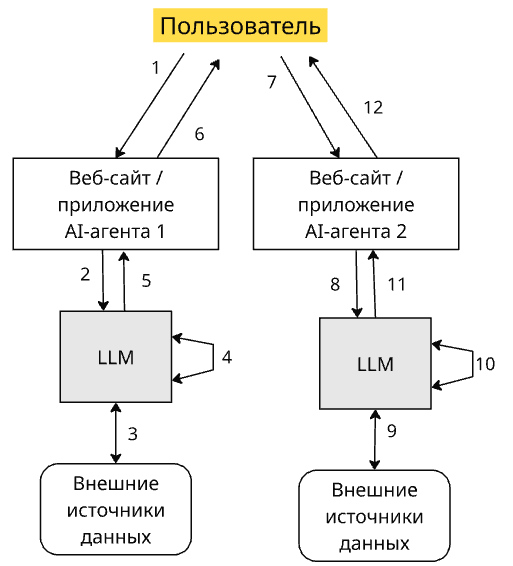 Пользователь
1
6
7
12
Веб-сайт /
приложение
AI-агента 1
Веб-сайт /
приложение
AI-агента 2
2
5
8
11
LLM
4
LLM
10
3
9
Внешние
источники
данных
Внешние
источники
данных